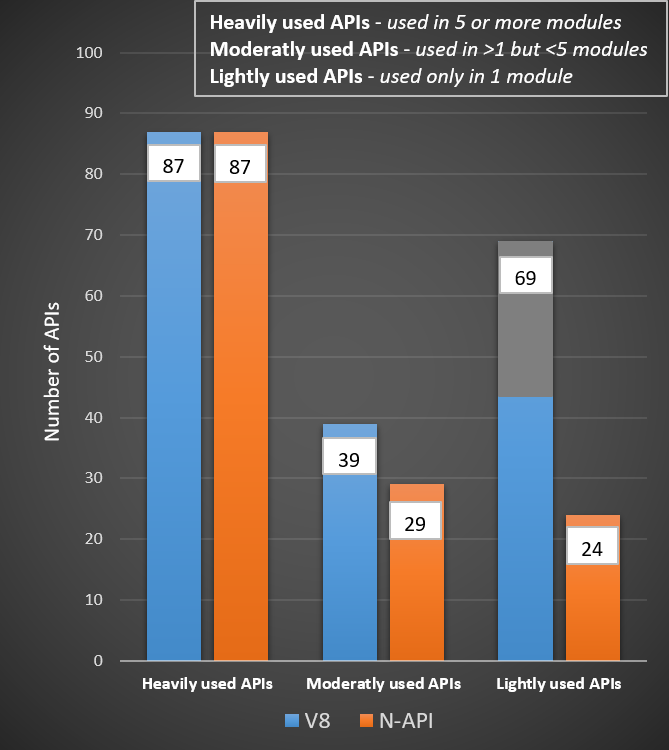 Heavily used APIs - used in 5 or more modules
Moderatly used APIs - used in >1 but <5 modules
Lightly used APIs - used only in 1 module
100
90
80
70
60
50
40
30
20
10
0
Number of APIs
87
87
39
29
69
24
Heavily used APIs
Moderatly used APIs
Lightly used APIs
V8
N-API